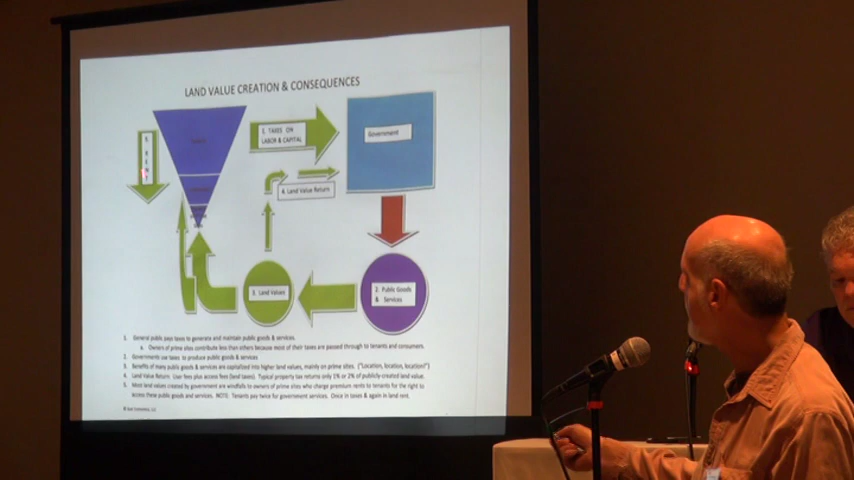 LAND VALUE CREATION & CONSEQUENCES
1. TAXES ON
LABOR & CAPITAL
Government
5.
R
E
N
T
4. Land Value Return
3. Land Values
2. Public Goods
& Services
1. General public pays taxes to generate and maintain public goods & services.
a. Owners of prime sites contribute less than others because most of their taxes are passed through to tenants and consumers.
2. Governments use taxes to produce public goods & services
3. Benefits of many public goods & services are capitalized into higher land values, mainly on prime sites. ("Location, location, location!")
4. Land Value Return: User fees plus access fees (land taxes). Typical property tax returns only 1% or 2% of publicly-created land value.
5. Most land values created by government are windfalls to owners of prime sites who charge premium rents to tenants for the right to
access these public goods and services. NOTE: Tenants pay twice for government services. Once in taxes & again in land rent.